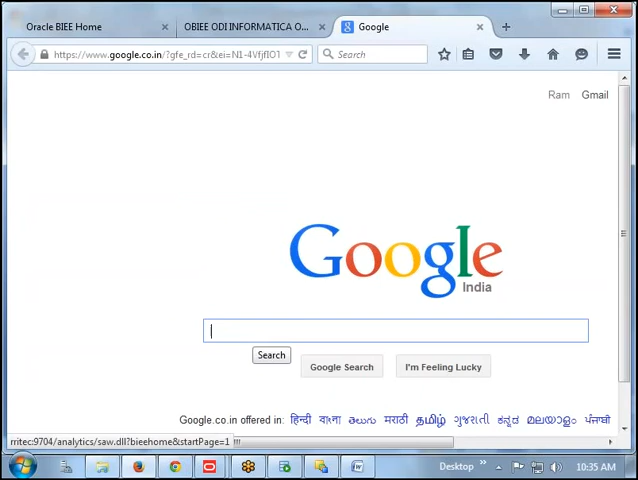 Oracle BIEE Home
OBIEE ODI INFORMATICA O...
Google
https://www.google.co.in/?gfe_rd=cr&ei=N1-4VfjfIOT
Search
Ram Gmail
Google
India
Search
Google Search I'm Feeling Lucky
Google.co.in offered in: हिन्दी বাংলা తెలుగు मराठी தமிழ் ગુજરાતી ಕನ್ನಡ മലയാളം ਪੰਜਾਬੀ
rritec:9704/analytics/saw.dll?bieehome&startPage=1
Desktop
10:35 AM